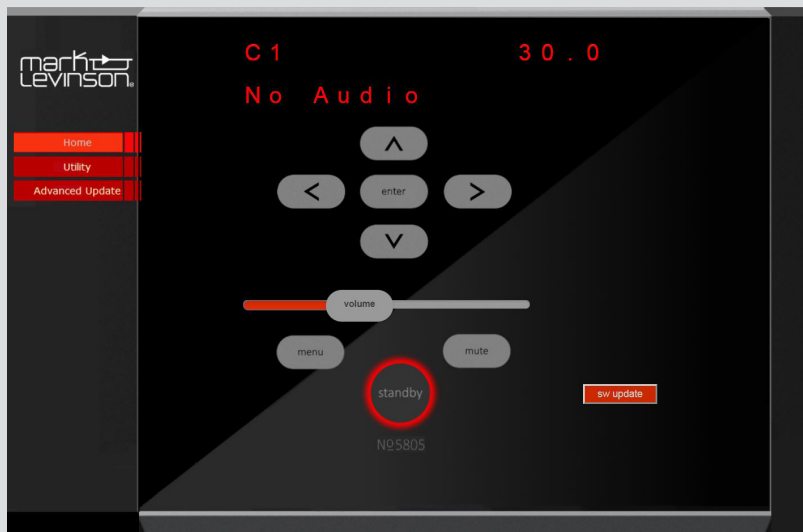 mark
Levinson®
C1 30.0
No Audio
Home
Utility
Advanced Update
enter
volume
menu mute
standby
sw update
№5805